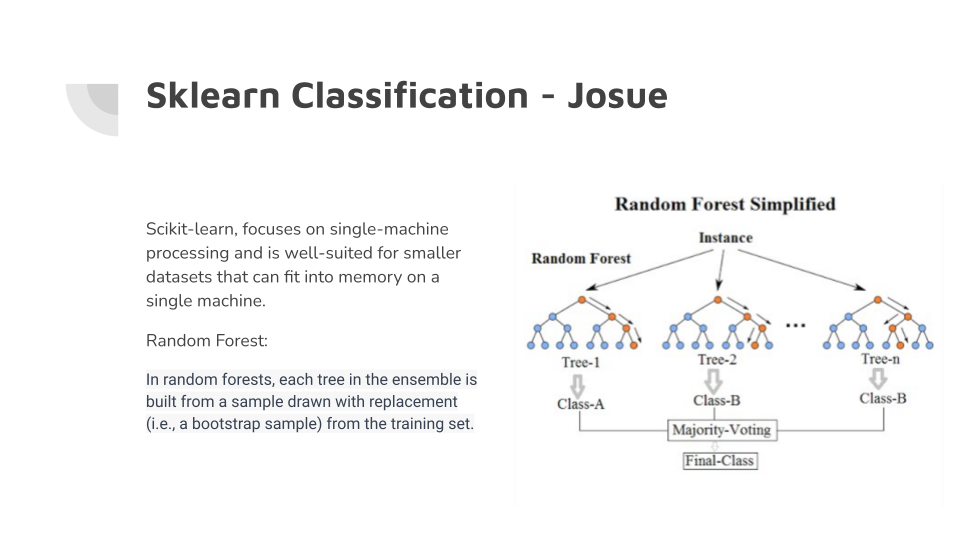 Sklearn Classification - Josue
Scikit-learn, focuses on single-machine
processing and is well-suited for smaller
datasets that can fit into memory on a
single machine.
Random Forest:
In random forests, each tree in the ensemble is
built from a sample drawn with replacement
(i.e., a bootstrap sample) from the training set.
Random Forest Simplified
Instance
Random Forest
...
Tree-1
Tree-2
Tree-n
Class-A
Class-B
Class-B
Majority-Voting
Final-Class